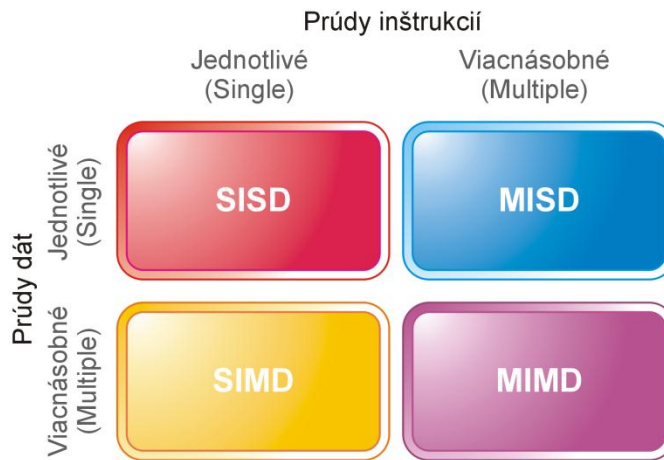 Prúdy inštrukcií
Jednotlivé
(Single)
Viacnásobné
(Multiple)
Prúdy dát
Jednotlivé
(Single)
SISD
MISD
Viacnásobné
(Multiple)
SIMD
MIMD